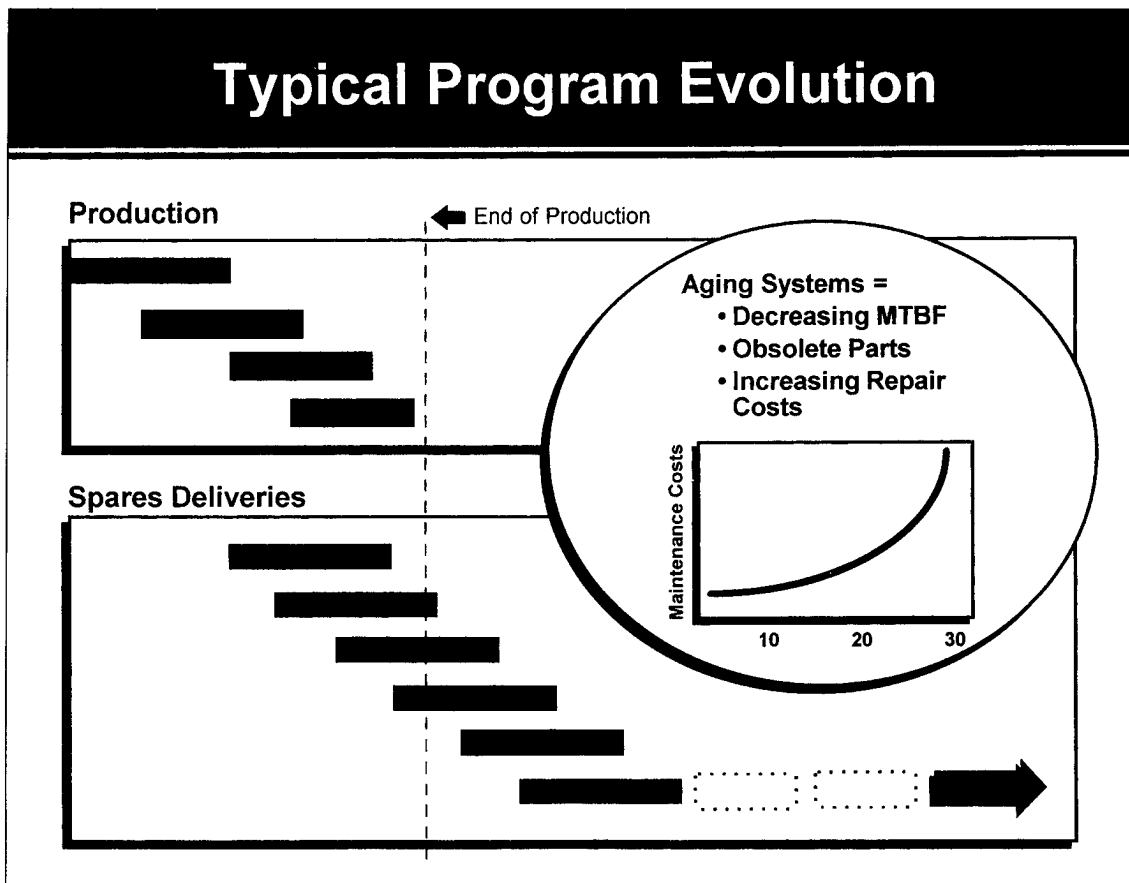 Typical Program Evolution
Production
End of Production
Aging Systems =
• Decreasing MTBF
• Obsolete Parts
• Increasing Repair
Costs
Maintenance Costs
10 20 30
Spares Deliveries